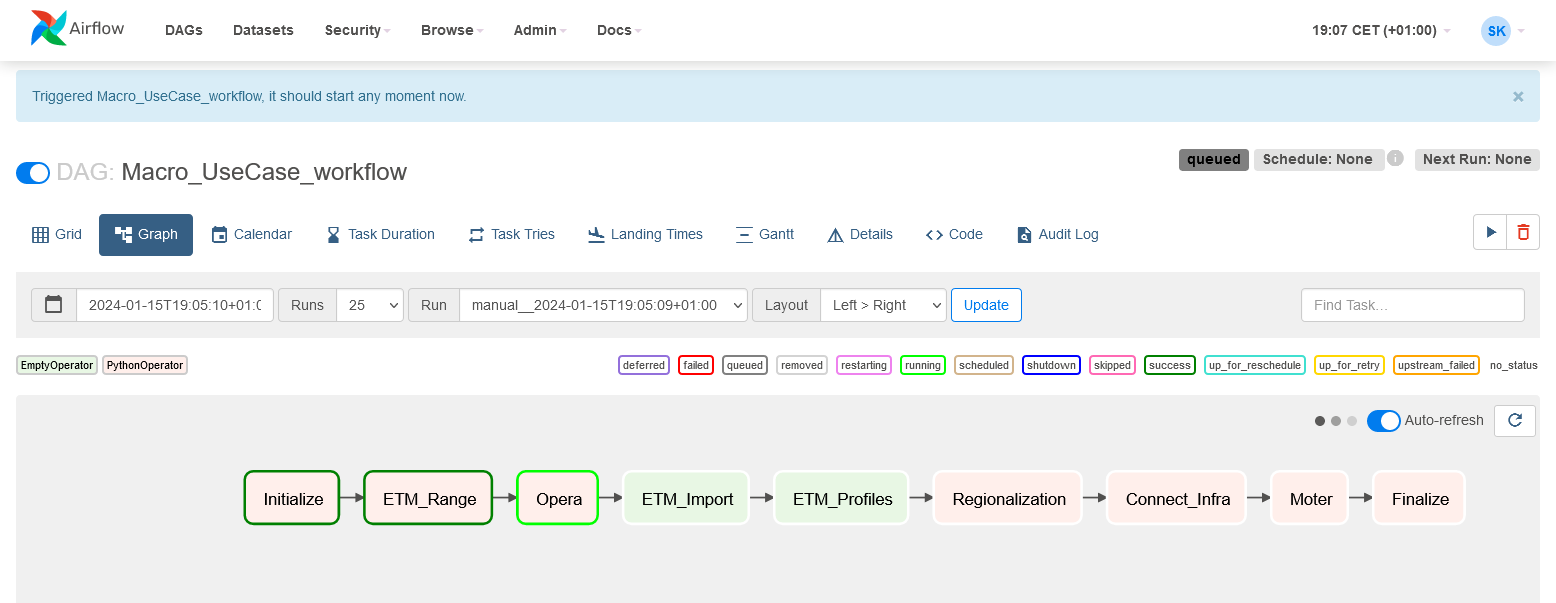 Airflow DAGs Datasets Security Browse Admin Docs 19:07 CET (+01:00) SK
Triggered Macro_UseCase_workflow, it should start any moment now. ×
DAG: Macro_UseCase_workflow queued Schedule: None i Next Run: None
Grid Graph Calendar Task Duration Task Tries Landing Times Gantt Details Code Audit Log
2024-01-15T19:05:10+01:0 Runs 25 Run manual__2024-01-15T19:05:09+01:00 Layout Left > Right Update Find Task...
EmptyOperator PythonOperator deferred failed queued removed restarting running scheduled shutdown skipped success up_for_reschedule up_for_retry upstream_failed no_status
Auto-refresh
Initialize ETM_Range Opera ETM_Import ETM_Profiles Regionalization Connect_Infra Moter Finalize